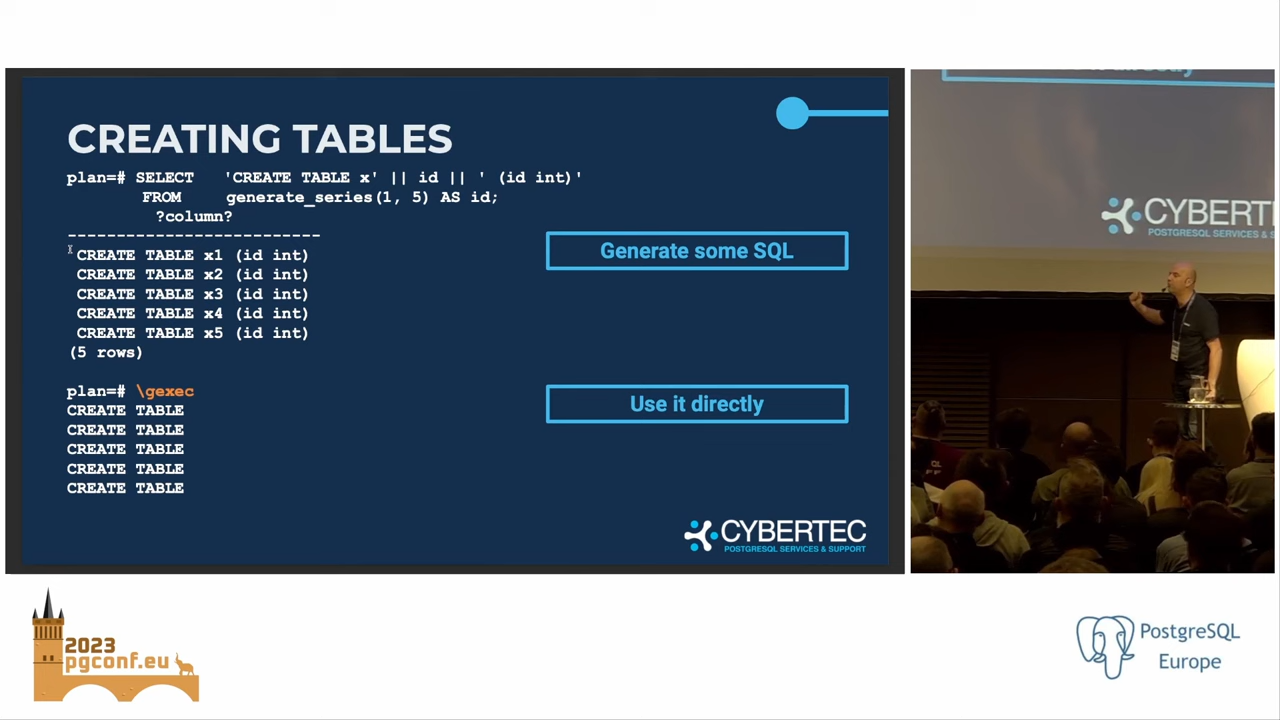 CREATING TABLES
plan=# SELECT 'CREATE TABLE x' || id || ' (id int)'
FROM generate_series(1, 5) AS id;
?column?
--------------------------
CREATE TABLE x1 (id int)
CREATE TABLE x2 (id int)
CREATE TABLE x3 (id int)
CREATE TABLE x4 (id int)
CREATE TABLE x5 (id int)
(5 rows)
Generate some SQL
plan=# \gexec
CREATE TABLE
CREATE TABLE
CREATE TABLE
CREATE TABLE
CREATE TABLE
Use it directly
CYBERTEC
POSTGRESQL SERVICES & SUPPORT
CYBERTE
POSTGRESQL SERVICES & S
2023
pgconf.eu
PostgreSQL
Europe